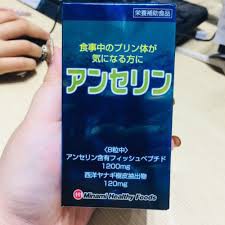 栄養補助食品
食事中のプリン体が
気になる方に
アンセリン
〈8粒中〉
アンセリン含有フィッシュペプチド
1200mg
西洋ヤナギ樹皮抽出物
120mg
Minami Healthy Foods